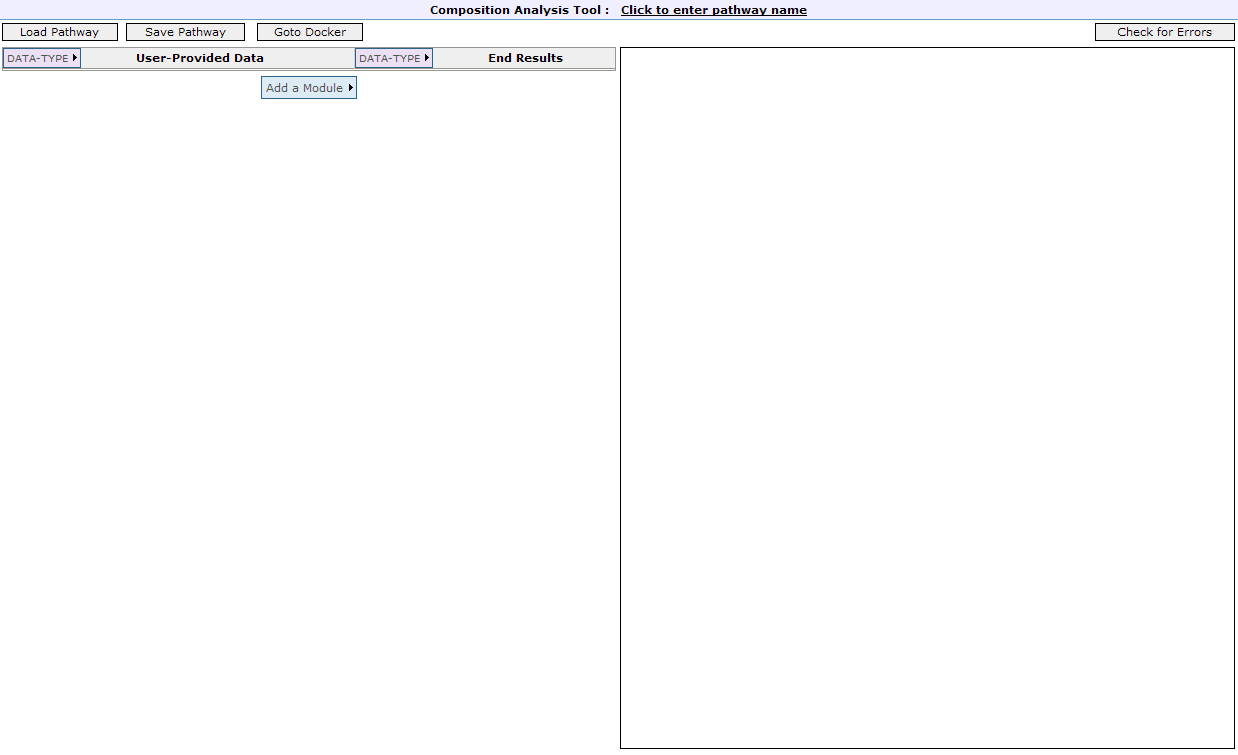 Composition Analysis Tool : Click to enter pathway name
Load Pathway Save Pathway Goto Docker Check for Errors
DATA-TYPE User-Provided Data DATA-TYPE End Results
Add a Module